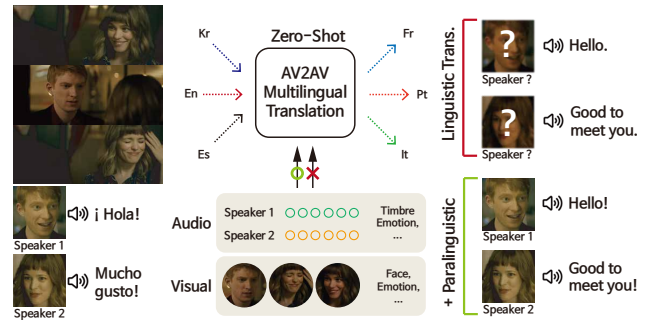 Zero-Shot
Kr
En
Es
AV2AV
Multilingual
Translation
Fr
Pt
It
Linguistic Trans.
?
Speaker ?
Hello.
?
Speaker ?
Good to
meet you.
Speaker 1
¡ Hola!
Speaker 2
Mucho
gusto!
Audio
Speaker 1
Speaker 2
Timbre
Emotion,
...
Visual
Face,
Emotion,
...
+ Paralinguistic
Speaker 1
Hello!
Speaker 2
Good to
meet you!